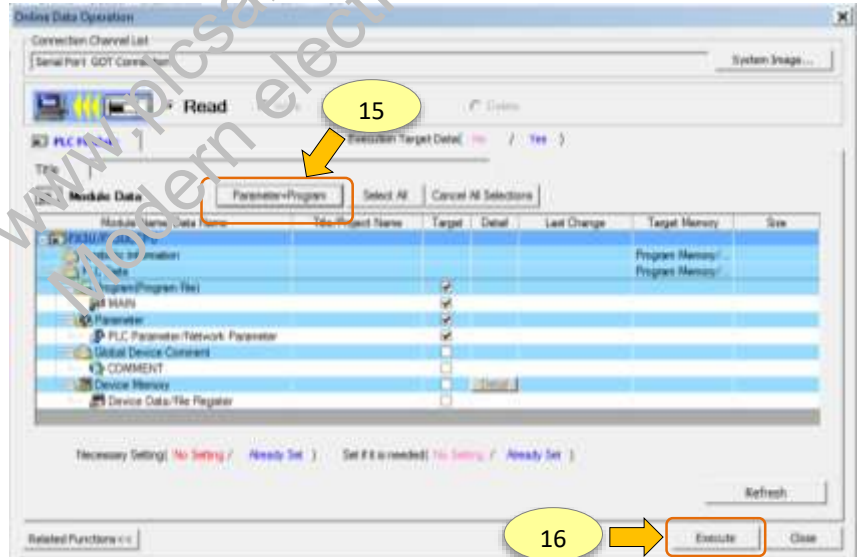 Online Data Operation
Connection Channel List
Serial Port GOT Connection
System Image...
Read
Delete
15
PLC Module
Execution Target Data( No / Yes )
Title
Module Data
Parameter+Program
Select All
Cancel All Selections
Module Name/Data Name
Title/Project Name
Target
Detail
Last Change
Target Memory
Size
Program Memory/...
Program Memory/...
Program(Program File)
MAIN
Parameter
PLC Parameter/Network Parameter
Global Device Comment
COMMENT
Device Memory
Detail
Device Data/File Register
Necessary Setting( No Setting / Already Set )
Set if it is needed( No Setting / Already Set )
Refresh
Related Functions<<
16
Execute
Close